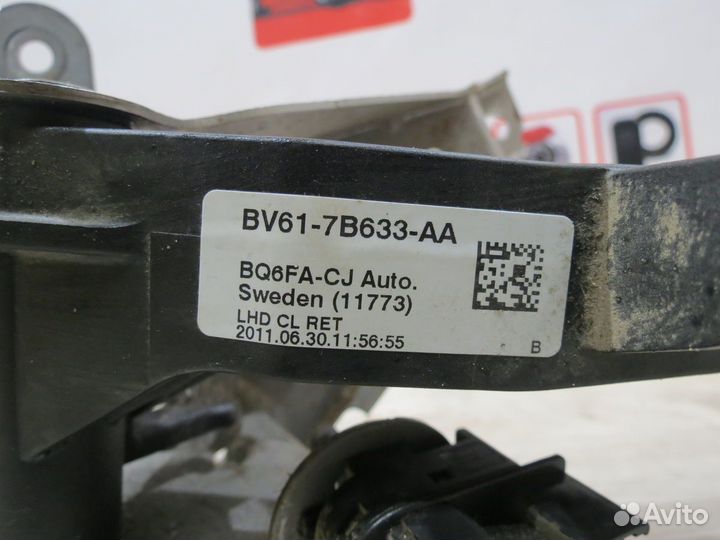 BV61-7B633-AA
BQ6FA-CJ Auto.
Sweden (11773)
LHD CL RET
2011.06.30.11:56:55
B
P
Avito